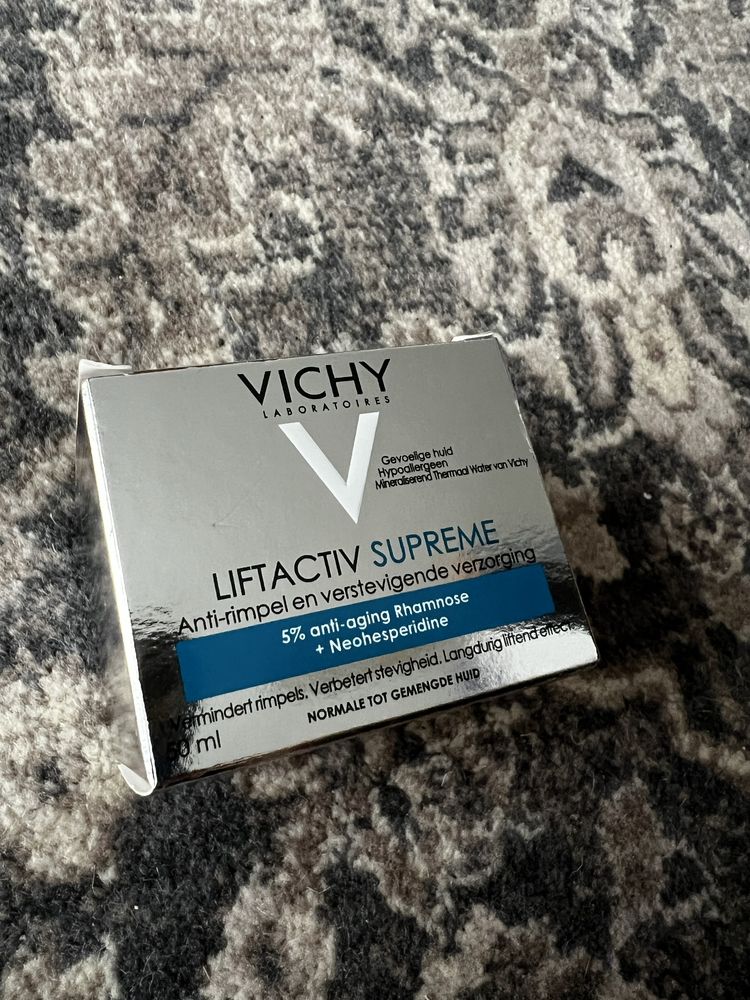 VICHY
LABORATOIRES
V
Gevoelige huid
Hypoallergeen
Mineraliserend Thermaal Water van Vichy
LIFTACTIV SUPREME
Anti-rimpel en verstevigende verzorging
5% anti-aging Rhamnose
+ Neohesperidine
Vermindert rimpels. Verbetert stevigheid. Langdurig liftend effect.
NORMALE TOT GEMENGDE HUID
50 ml